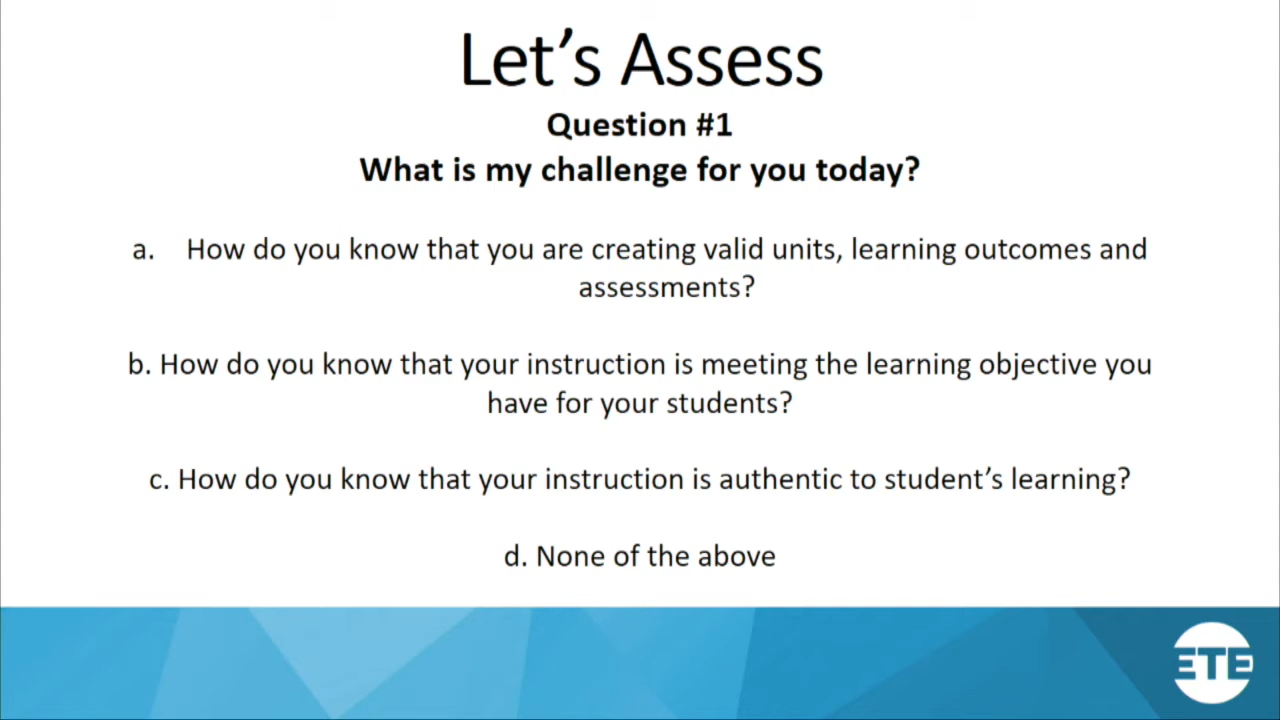 Let’s Assess
Question #1
What is my challenge for you today?
a. How do you know that you are creating valid units, learning outcomes and
assessments?
b. How do you know that your instruction is meeting the learning objective you
have for your students?
c. How do you know that your instruction is authentic to student’s learning?
d. None of the above
ETE